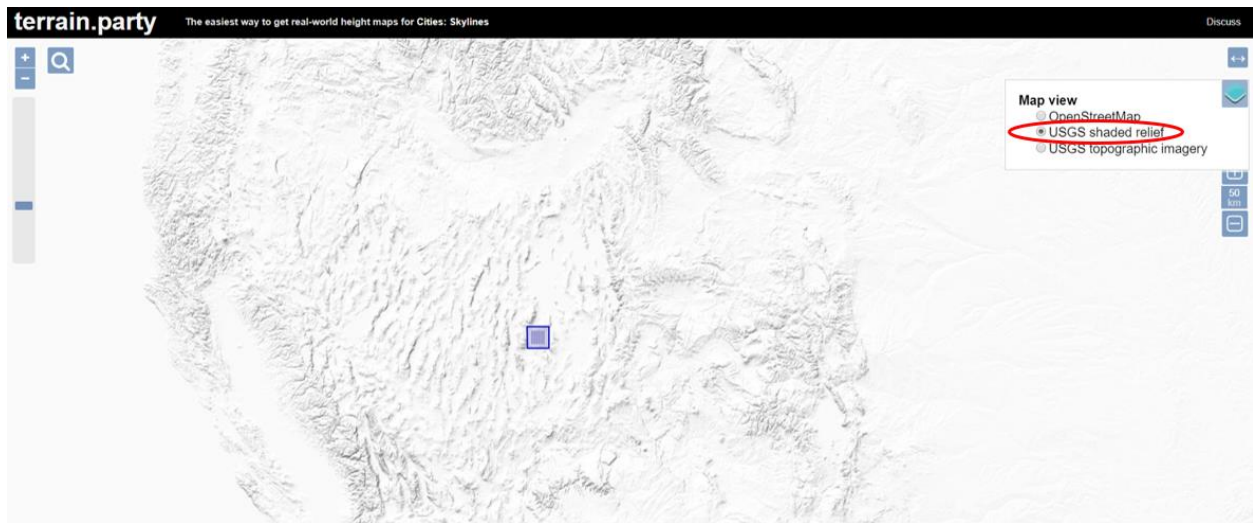 terrain.party The easiest way to get real-world height maps for Cities: Skylines Discuss
+
−
Map view
OpenStreetMap
USGS shaded relief
USGS topographic imagery
50
km